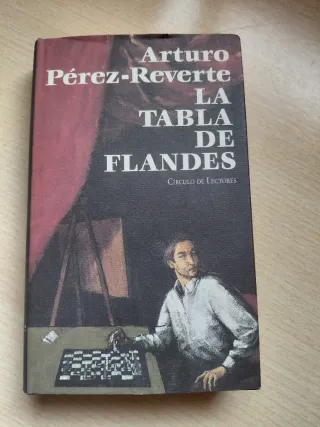 Arturo
Pérez-Reverte
LA
TABLA
DE
FLANDES
CÍRCULO DE LECTORES